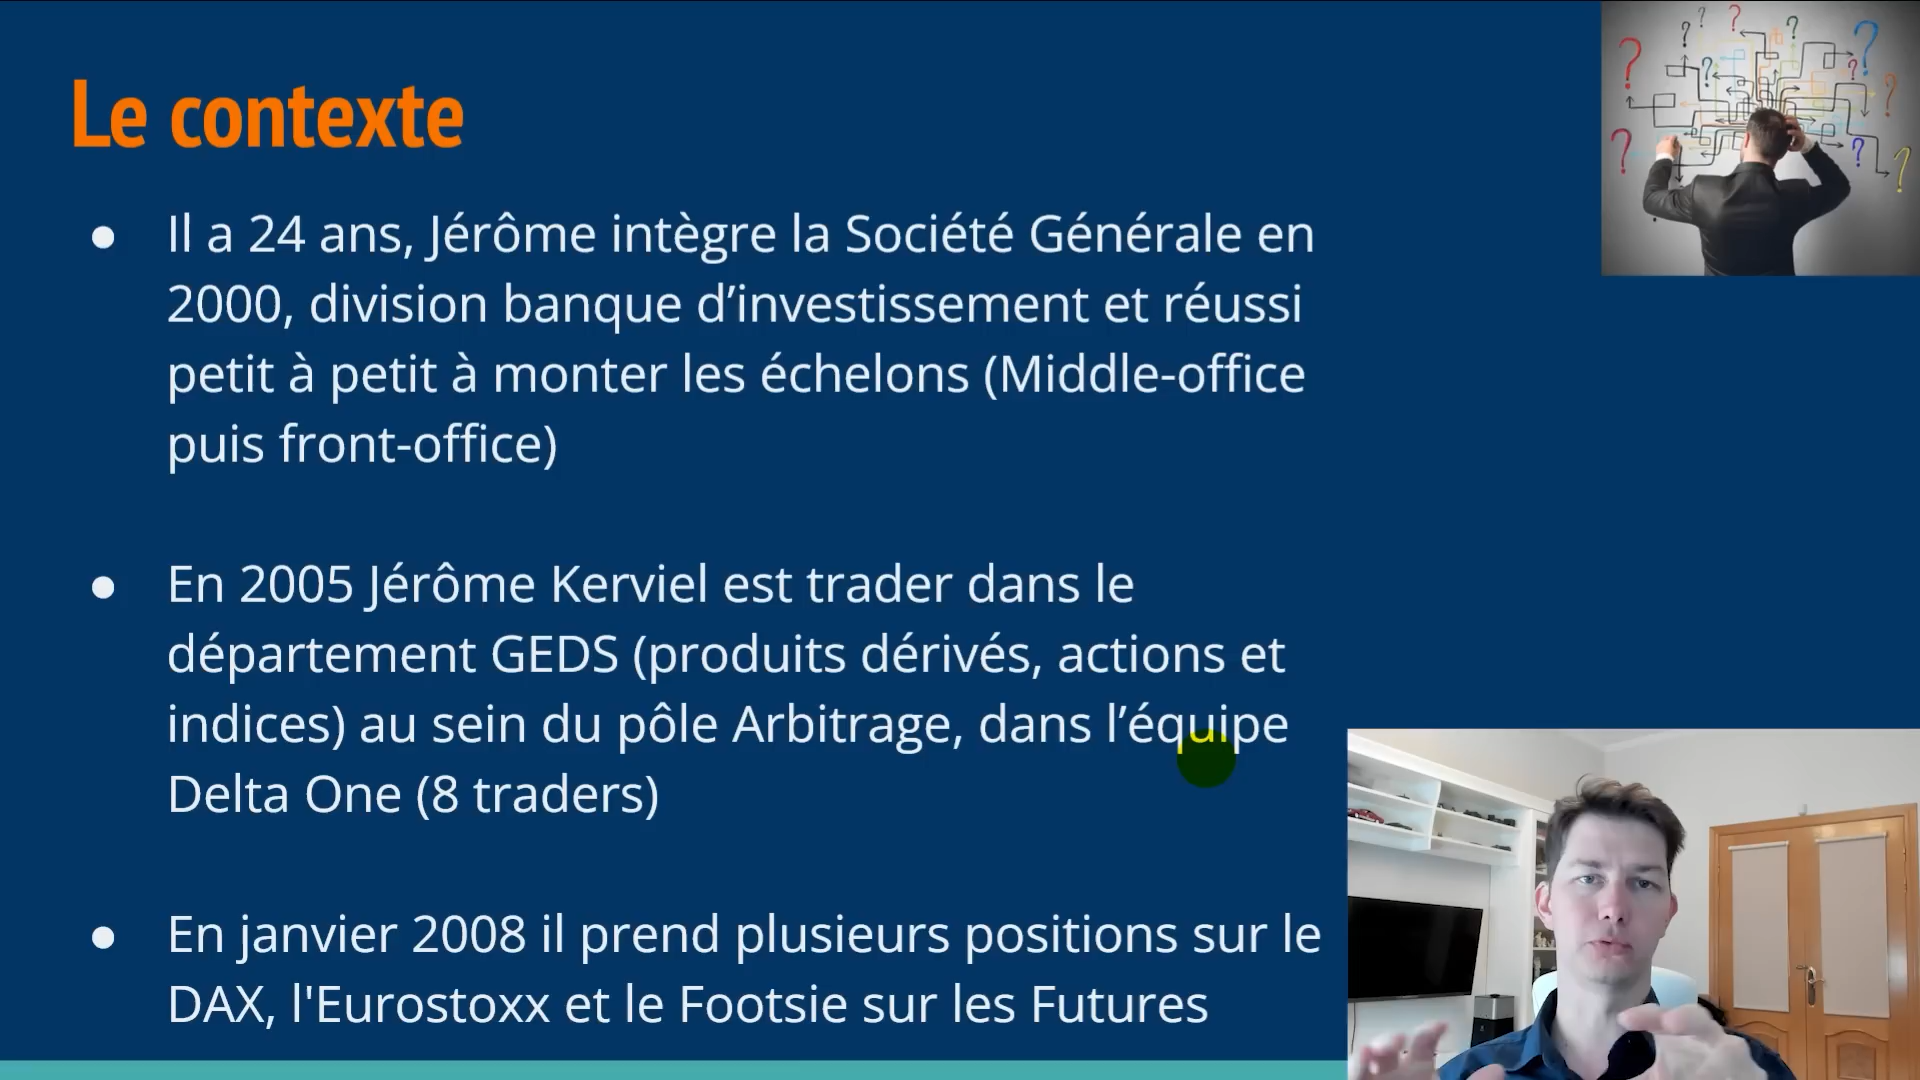 Le contexte
● Il a 24 ans, Jérôme intègre la Société Générale en
2000, division banque d’investissement et réussi
petit à petit à monter les échelons (Middle-office
puis front-office)
● En 2005 Jérôme Kerviel est trader dans le
département GEDS (produits dérivés, actions et
indices) au sein du pôle Arbitrage, dans l’équipe
Delta One (8 traders)
● En janvier 2008 il prend plusieurs positions sur le
DAX, l'Eurostoxx et le Footsie sur les Futures